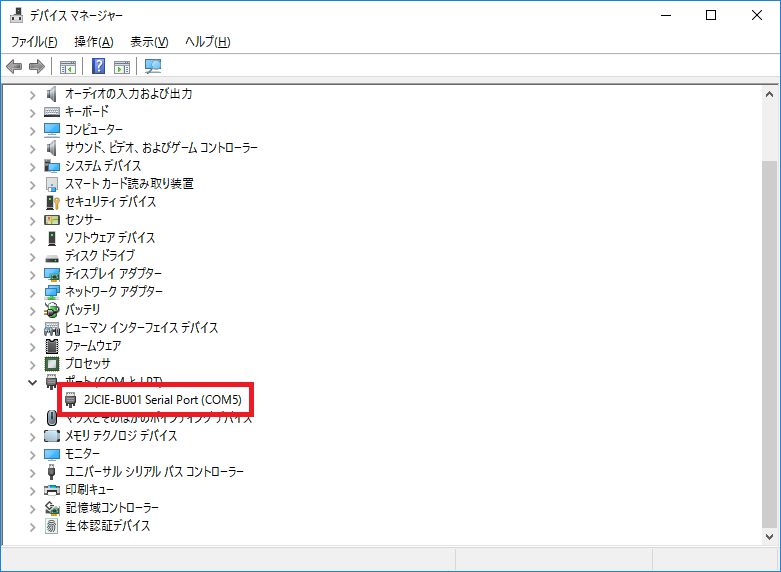 デバイス マネージャー
ファイル(F) 操作(A) 表示(V) ヘルプ(H)
オーディオの入力および出力
キーボード
コンピューター
サウンド、ビデオ、およびゲーム コントローラー
システム デバイス
スマート カード読み取り装置
セキュリティ デバイス
センサー
ソフトウェア デバイス
ディスク ドライブ
ディスプレイ アダプター
ネットワーク アダプター
バッテリ
ヒューマン インターフェイス デバイス
ファームウェア
プロセッサ
ポート (COM と LPT)
2JCIE-BU01 Serial Port (COM5)
マウスとそのほかのポインティング デバイス
メモリ テクノロジ デバイス
モニター
ユニバーサル シリアル バス コントローラー
印刷キュー
記憶域コントローラー
生体認証デバイス